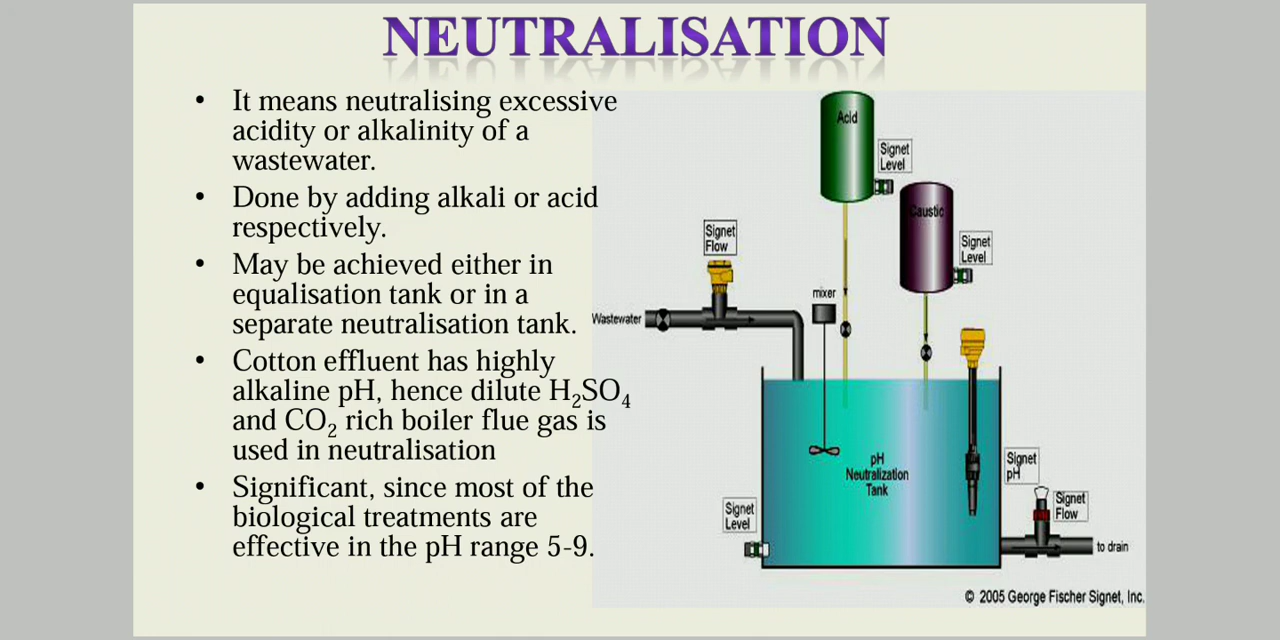 NEUTRALISATION
• It means neutralising excessive
acidity or alkalinity of a
wastewater.
• Done by adding alkali or acid
respectively.
• May be achieved either in
equalisation tank or in a
separate neutralisation tank.
• Cotton effluent has highly
alkaline pH, hence dilute H₂SO₄
and CO₂ rich boiler flue gas is
used in neutralisation
• Significant, since most of the
biological treatments are
effective in the pH range 5-9.
Acid
Signet
Level
Caustic
Signet
Level
Signet
Flow
mixer
Wastewater
pH
Neutralization
Tank
Signet
pH
Signet
Flow
Signet
Level
to drain
© 2005 George Fischer Signet, Inc.